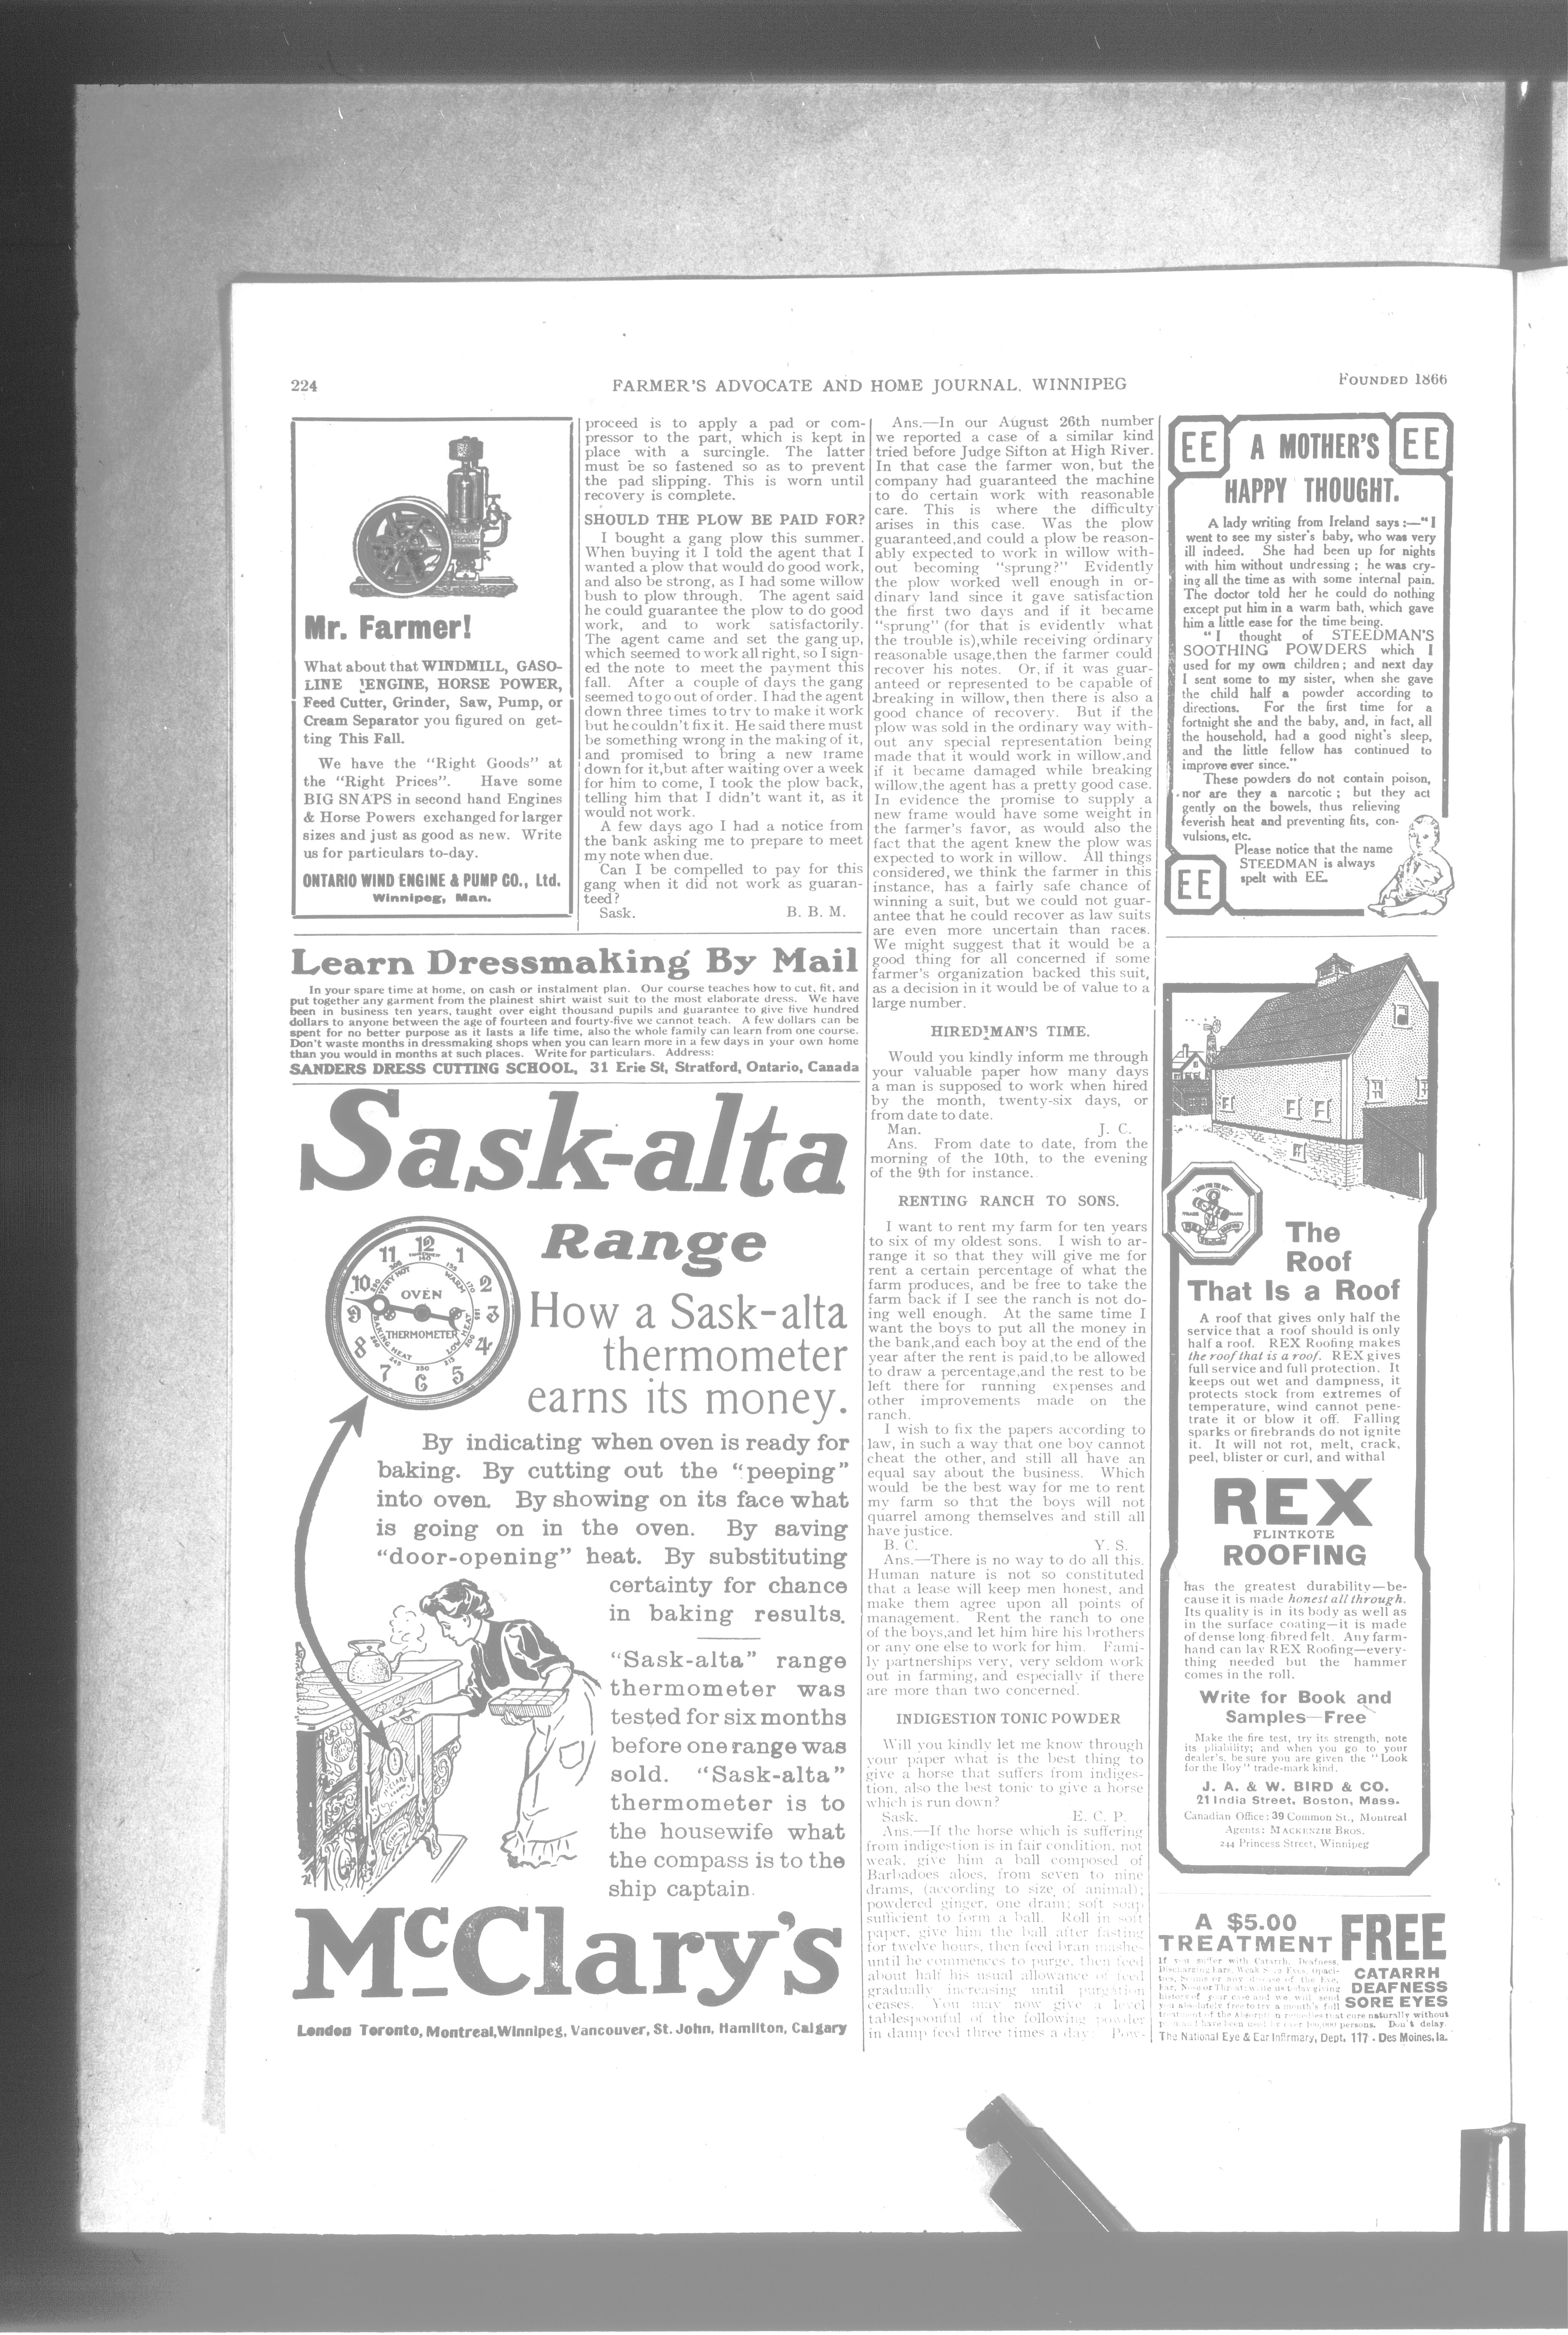 224
FARMER'S ADVOCATE AND HOME JOURNAL, WINNIPEG
FOUNDED 1866
Mr. Farmer!
What about that WINDMILL, GASO-
LINE ENGINE, HORSE POWER,
Feed Cutter, Grinder, Saw, Pump, or
Cream Separator you figured on get-
ting This Fall.
We have the "Right Goods" at
the "Right Prices". Have some
BIG SNAPS in second hand Engines
& Horse Powers exchanged for larger
sizes and just as good as new. Write
us for particulars to-day.
ONTARIO WIND ENGINE & PUMP CO., Ltd.
Winnipeg, Man.
proceed is to apply a pad or com-
pressor to the part, which is kept in
place with a surcingle. The latter
must be so fastened so as to prevent
the pad slipping. This is worn until
recovery is complete.
SHOULD THE PLOW BE PAID FOR?
I bought a gang plow this summer.
When buying it I told the agent that I
wanted a plow that would do good work,
and also be strong, as I had some willow
bush to plow through. The agent said
he could guarantee the plow to do good
work, and to work satisfactorily.
The agent came and set the gang up,
which seemed to work all right, so I sign-
ed the note to meet the payment this
fall. After a couple of days the gang
seemed to go out of order. I had the agent
down three times to try to make it work
but he couldn't fix it. He said there must
be something wrong in the making of it,
and promised to bring a new frame
down for it, but after waiting over a week
for him to come, I took the plow back,
telling him that I didn't want it, as it
would not work.
A few days ago I had a notice from
the bank asking me to prepare to meet
my note when due.
Can I be compelled to pay for this
gang when it did not work as guaran-
teed?
Sask. B. B. M.
Learn Dressmaking By Mail
In your spare time at home, on cash or instalment plan. Our course teaches how to cut, fit, and
put together any garment from the plainest shirt waist suit to the most elaborate dress. We have
been in business ten years, taught over eight thousand pupils and guarantee to give five hundred
dollars to anyone between the age of fourteen and fourty-five we cannot teach. A few dollars can be
spent for no better purpose as it lasts a life time, also the whole family can learn from one course.
Don't waste months in dressmaking shops when you can learn more in a few days in your own home
than you would in months at such places. Write for particulars. Address:
SANDERS DRESS CUTTING SCHOOL, 31 Erie St, Stratford, Ontario, Canada
Sask-alta
Range
12 1 2 3 4 5 6 7 8 9 10 11
OVEN
THERMOMETER
VERY HOT
WARM
LOW HEAT
BAKING HEAT
How a Sask-alta
thermometer
earns its money.
By indicating when oven is ready for
baking. By cutting out the "peeping"
into oven. By showing on its face what
is going on in the oven. By saving
"door-opening" heat. By substituting
certainty for chance
in baking results.
"Sask-alta" range
thermometer was
tested for six months
before one range was
sold. "Sask-alta"
thermometer is to
the housewife what
the compass is to the
ship captain.
McClary's
London Toronto, Montreal, Winnipeg, Vancouver, St. John, Hamilton, Calgary
Ans.—In our August 26th number
we reported a case of a similar kind
tried before Judge Sifton at High River.
In that case the farmer won, but the
company had guaranteed the machine
to do certain work with reasonable
care. This is where the difficulty
arises in this case. Was the plow
guaranteed, and could a plow be reason-
ably expected to work in willow with-
out becoming "sprung?" Evidently
the plow worked well enough in or-
dinary land since it gave satisfaction
the first two days and if it became
"sprung" (for that is evidently what
the trouble is), while receiving ordinary
reasonable usage, then the farmer could
recover his notes. Or, if it was guar-
anteed or represented to be capable of
breaking in willow, then there is also a
good chance of recovery. But if the
plow was sold in the ordinary way with-
out any special representation being
made that it would work in willow, and
if it became damaged while breaking
willow, the agent has a pretty good case.
In evidence the promise to supply a
new frame would have some weight in
the farmer's favor, as would also the
fact that the agent knew the plow was
expected to work in willow. All things
considered, we think the farmer in this
instance, has a fairly safe chance of
winning a suit, but we could not guar-
antee that he could recover as law suits
are even more uncertain than races.
We might suggest that it would be a
good thing for all concerned if some
farmer's organization backed this suit,
as a decision in it would be of value to a
large number.
HIRED MAN'S TIME.
Would you kindly inform me through
your valuable paper how many days
a man is supposed to work when hired
by the month, twenty-six days, or
from date to date.
Man. J. C.
Ans. From date to date, from the
morning of the 10th, to the evening
of the 9th for instance.
RENTING RANCH TO SONS.
I want to rent my farm for ten years
to six of my oldest sons. I wish to ar-
range it so that they will give me for
rent a certain percentage of what the
farm produces, and be free to take the
farm back if I see the ranch is not do-
ing well enough. At the same time I
want the boys to put all the money in
the bank, and each boy at the end of the
year after the rent is paid, to be allowed
to draw a percentage, and the rest to be
left there for running expenses and
other improvements made on the
ranch.
I wish to fix the papers according to
law, in such a way that one boy cannot
cheat the other, and still all have an
equal say about the business. Which
would be the best way for me to rent
my farm so that the boys will not
quarrel among themselves and still all
have justice.
B. C. Y. S.
Ans.—There is no way to do all this.
Human nature is not so constituted
that a lease will keep men honest, and
make them agree upon all points of
management. Rent the ranch to one
of the boys, and let him hire his brothers
or any one else to work for him. Fami-
ly partnerships very, very seldom work
out in farming, and especially if there
are more than two concerned.
INDIGESTION TONIC POWDER
Will you kindly let me know through
your paper what is the best thing to
give a horse that suffers from indiges-
tion, also the best tonic to give a horse
which is run down?
Sask. E. C. P.
Ans.—If the horse which is suffering
from indigestion is in fair condition, not
weak, give him a ball composed of
Barbadoes aloes, from seven to nine
drams, (according to size of animal);
powdered ginger, one dram; soft soap
sufficient to form a ball. Roll in soft
paper, give him the ball after fasting
for twelve hours, then feed bran mashes
until he commences to purge, then feed
about half his usual allowance of feed
gradually increasing until purgation
ceases. You may now give a level
tablespoonful of the following powder
in damp feed three times a day: Pow-
EE A MOTHER'S EE
HAPPY THOUGHT.
A lady writing from Ireland says:—"I
went to see my sister's baby, who was very
ill indeed. She had been up for nights
with him without undressing; he was cry-
ing all the time as with some internal pain.
The doctor told her he could do nothing
except put him in a warm bath, which gave
him a little ease for the time being.
"I thought of STEEDMAN'S
SOOTHING POWDERS which I
used for my own children; and next day
I sent some to my sister, when she gave
the child half a powder according to
directions. For the first time for a
fortnight she and the baby, and, in fact, all
the household, had a good night's sleep,
and the little fellow has continued to
improve ever since."
These powders do not contain poison,
nor are they a narcotic; but they act
gently on the bowels, thus relieving
feverish heat and preventing fits, con-
vulsions, etc.
Please notice that the name
STEEDMAN is always
spelt with EE.
EE
The
Roof
That Is a Roof
A roof that gives only half the
service that a roof should is only
half a roof. REX Roofing makes
the roof that is a roof. REX gives
full service and full protection. It
keeps out wet and dampness, it
protects stock from extremes of
temperature, wind cannot pene-
trate it or blow it off. Falling
sparks or firebrands do not ignite
it. It will not rot, melt, crack,
peel, blister or curl, and withal
REX
FLINTKOTE
ROOFING
has the greatest durability—be-
cause it is made honest all through.
Its quality is in its body as well as
in the surface coating—it is made
of dense long-fibred felt. Any farm-
hand can lay REX Roofing—every-
thing needed but the hammer
comes in the roll.
Write for Book and
Samples—Free
Make the fire test, try its strength, note
its pliability; and when you go to your
dealer's, be sure you are given the "Look
for the Boy" trade-mark kind.
J. A. & W. BIRD & CO.
21 India Street, Boston, Mass.
Canadian Office: 39 Common St., Montreal
Agents: MACKENZIE BROS.
244 Princess Street, Winnipeg
A $5.00
TREATMENT FREE
CATARRH
DEAFNESS
SORE EYES
If you suffer with Catarrh, Deafness,
Discharging Ears, Weak Eyes,
history of your case and we will send
you absolutely free to try a month's full
treatment of the remedies that cure naturally without
persons. Don't delay.
The National Eye & Ear Infirmary, Dept. 117 - Des Moines, Ia.